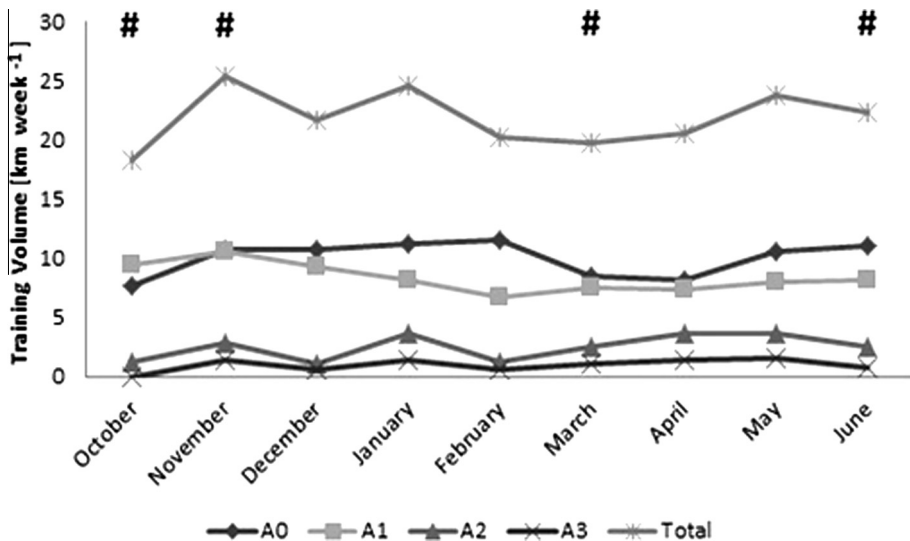 # # # #
30
25
20
15
10
5
0
Training Volume [km week -1 ]
October November December January February March April May June
A0 A1 A2 A3 Total